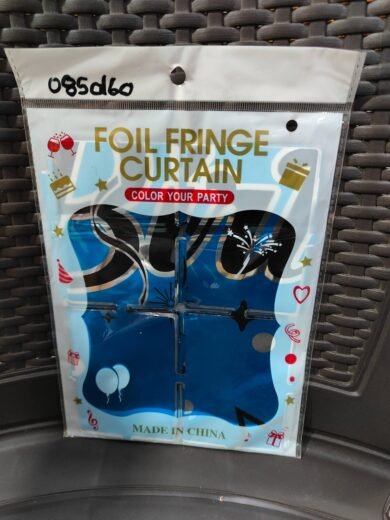 085d60
FOIL FRINGE
CURTAIN
COLOR YOUR PARTY
MADE IN CHINA